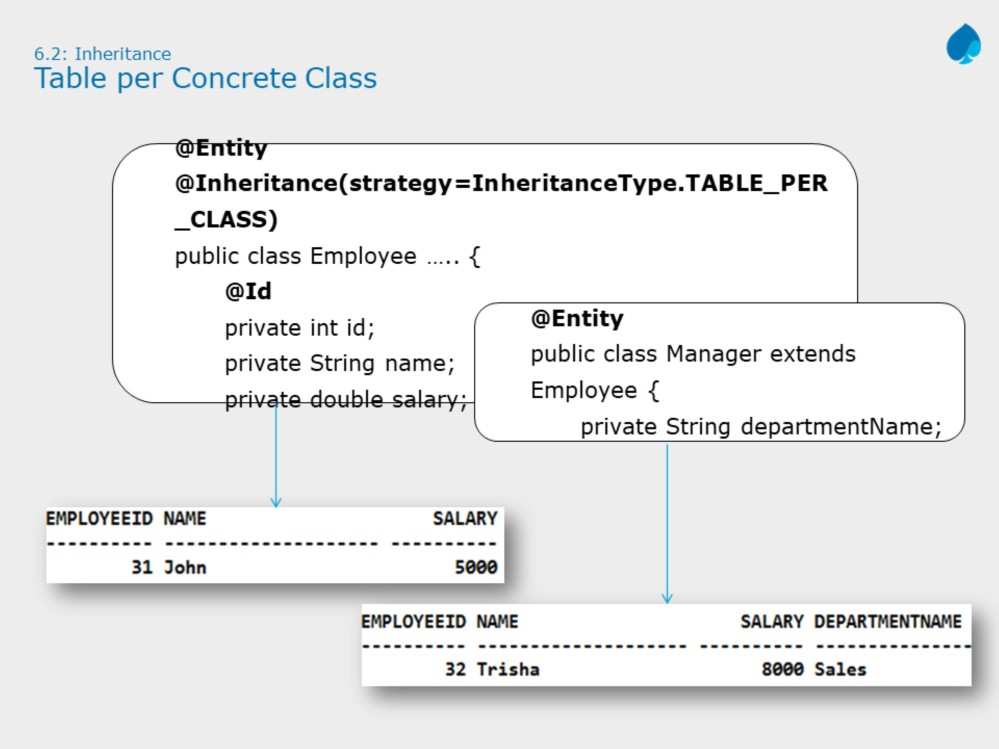 6.2: Inheritance
Table per Concrete Class
@Entity
@Inheritance(strategy=InheritanceType.TABLE_PER
_CLASS)
public class Employee ….. {
@Id
private int id;
private String name;
private double salary;
@Entity
public class Manager extends
Employee {
private String departmentName;
EMPLOYEEID NAME SALARY
---------- -------------------- ----------
31 John 5000
EMPLOYEEID NAME SALARY DEPARTMENTNAME
---------- -------------------- ---------- ---------------
32 Trisha 8000 Sales